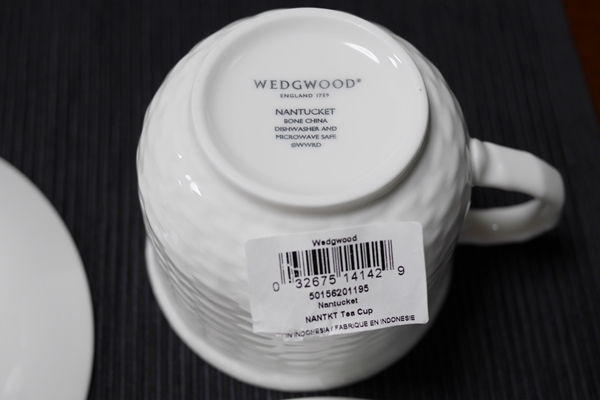 WEDGWOOD®
ENGLAND 1759
NANTUCKET
BONE CHINA
DISHWASHER AND
MICROWAVE SAFE
©WWRD
Wedgwood
0 32675 14142 9
50156201195
Nantucket
NANTKT Tea Cup
IN INDONESIA / FABRIQUE EN INDONESIE